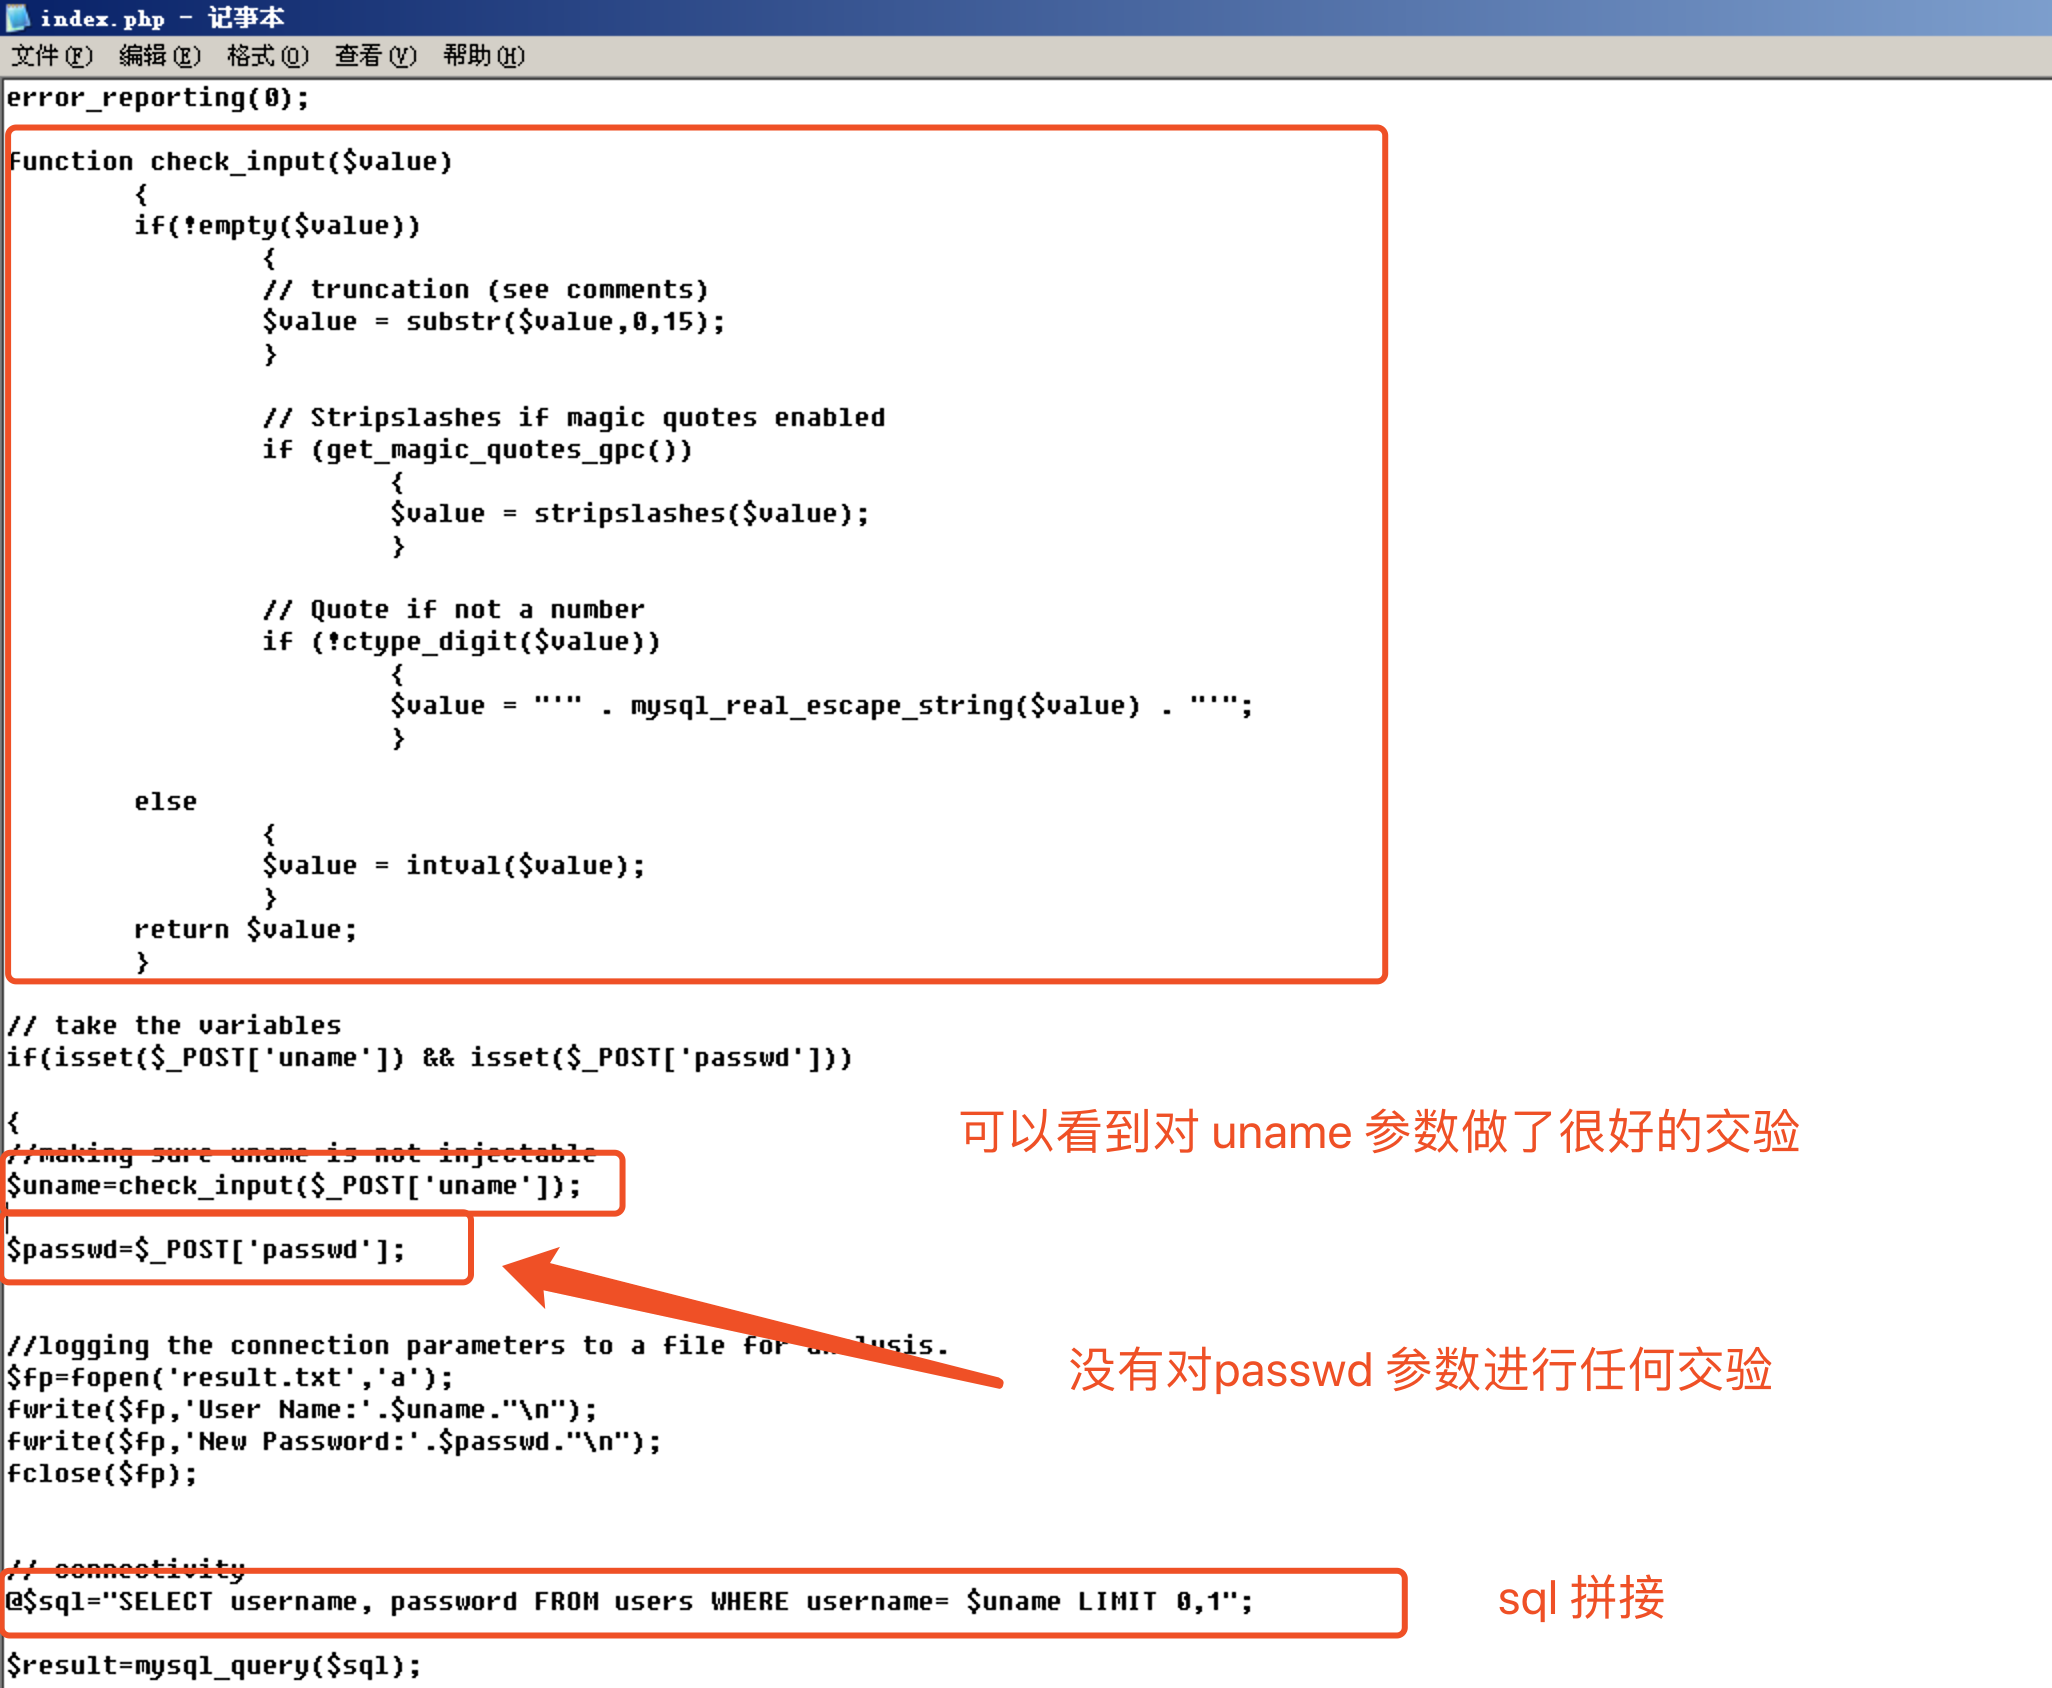 index.php - 记事本
文件(F) 编辑(E) 格式(O) 查看(V) 帮助(H)
error_reporting(0);
function check_input($value)
{
if(!empty($value))
{
// truncation (see comments)
$value = substr($value,0,15);
}
// Stripslashes if magic quotes enabled
if (get_magic_quotes_gpc())
{
$value = stripslashes($value);
}
// Quote if not a number
if (!ctype_digit($value))
{
$value = "'" . mysql_real_escape_string($value) . "'";
}
else
{
$value = intval($value);
}
return $value;
}
// take the variables
if(isset($_POST['uname']) && isset($_POST['passwd']))
{
可以看到对 uname 参数做了很好的交验
//making sure uname is not injectable
$uname=check_input($_POST['uname']);
$passwd=$_POST['passwd'];
//logging the connection parameters to a file for analysis.
没有对passwd 参数进行任何交验
$fp=fopen('result.txt','a');
fwrite($fp,'User Name:'.$uname."\n");
fwrite($fp,'New Password:'.$passwd."\n");
fclose($fp);
// connectivity
@$sql="SELECT username, password FROM users WHERE username= $uname LIMIT 0,1";
sql 拼接
$result=mysql_query($sql);